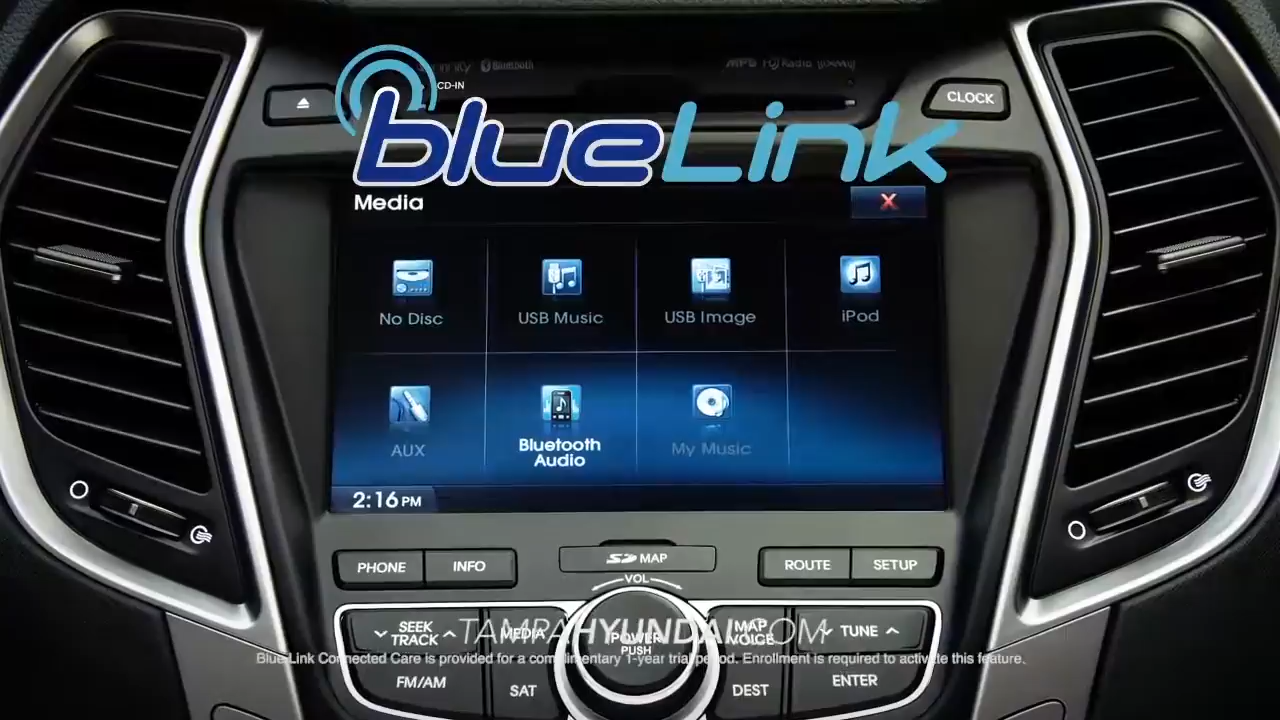 Bluetooth
MP3 HD Radio
CD-IN
CLOCK
blueLink
Media
X
No Disc
USB Music
USB Image
iPod
AUX
Bluetooth Audio
My Music
2:16 PM
PHONE
INFO
SD MAP
ROUTE
SETUP
VOL
SEEK TRACK
MEDIA
POWER PUSH
MAP VOICE
TUNE
TAMPAHYUNDAI.COM
Blue Link Connected Care is provided for a complimentary 1-year trial period. Enrollment is required to activate this feature.
FM/AM
SAT
DEST
ENTER